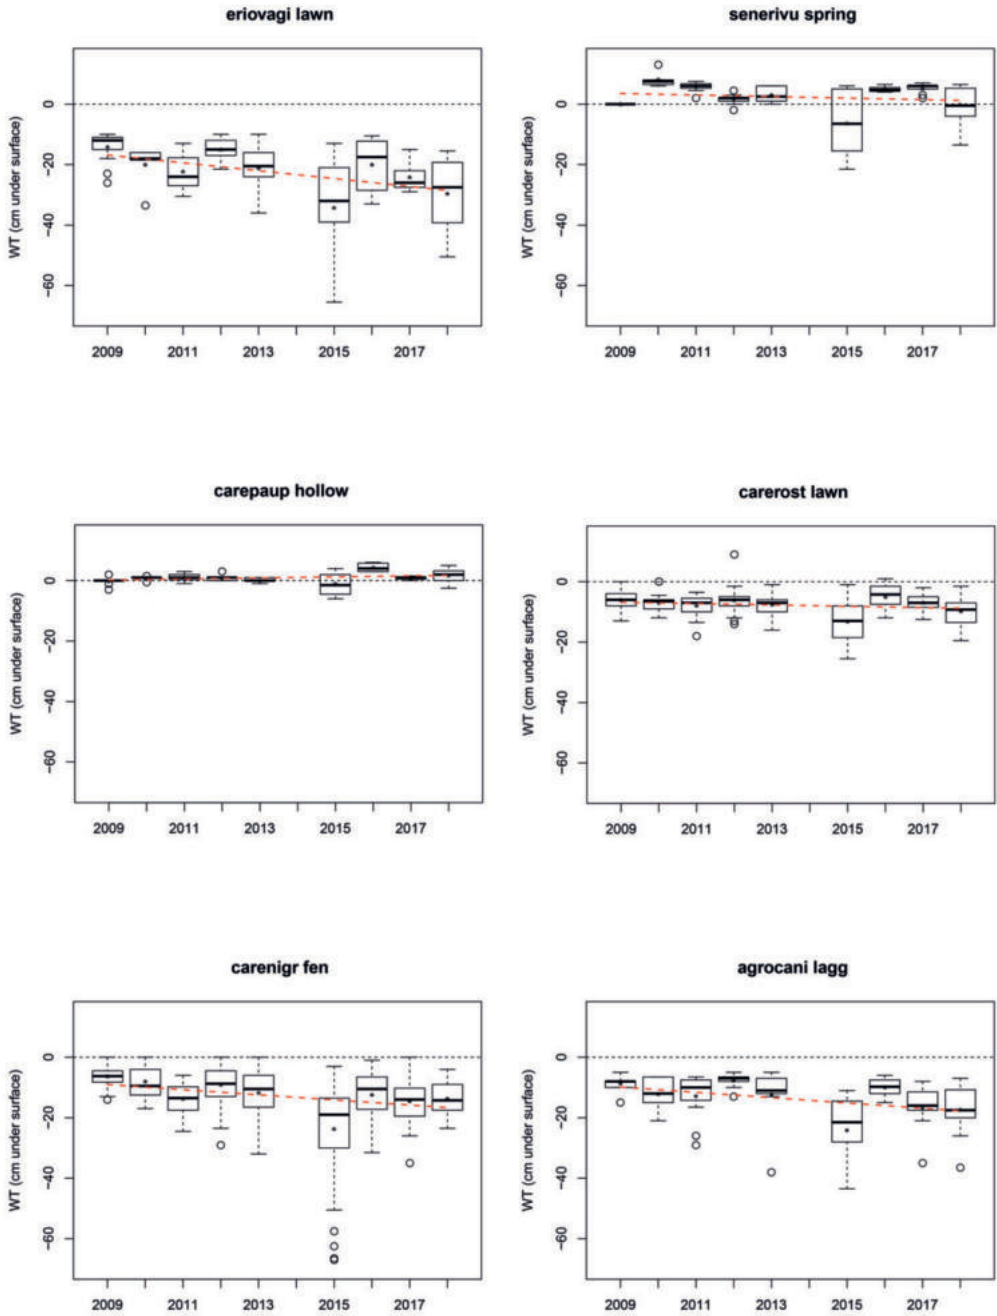 eriovagi lawn
WT (cm under surface)
0
−20
−40
−60
2009 2011 2013 2015 2017
senerivu spring
WT (cm under surface)
0
−20
−40
−60
2009 2011 2013 2015 2017
carepaup hollow
WT (cm under surface)
0
−20
−40
−60
2009 2011 2013 2015 2017
carerost lawn
WT (cm under surface)
0
−20
−40
−60
2009 2011 2013 2015 2017
carenigr fen
WT (cm under surface)
0
−20
−40
−60
2009 2011 2013 2015 2017
agrocani lagg
WT (cm under surface)
0
−20
−40
−60
2009 2011 2013 2015 2017